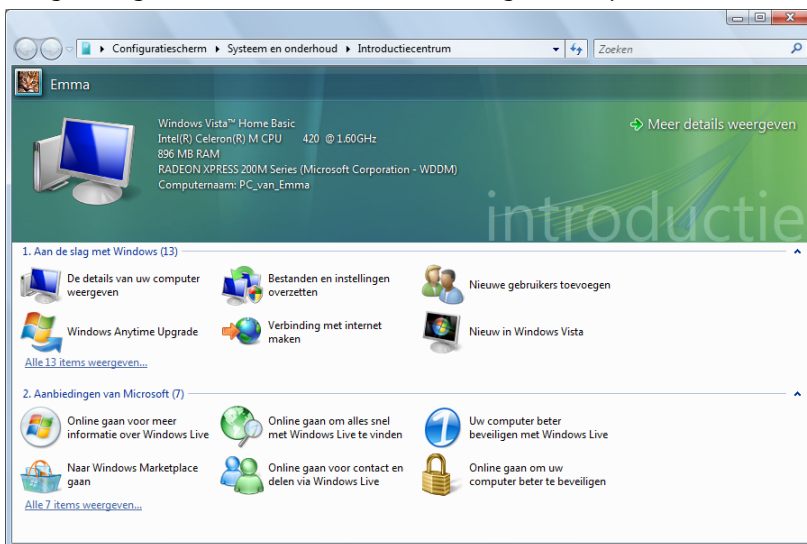 Configuratiescherm ▸ Systeem en onderhoud ▸ Introductiecentrum
Zoeken
Emma
Windows Vista™ Home Basic
Intel(R) Celeron(R) M CPU 420 @ 1.60GHz
896 MB RAM
RADEON XPRESS 200M Series (Microsoft Corporation - WDDM)
Computernaam: PC_van_Emma
Meer details weergeven
introductie
1. Aan de slag met Windows (13)
De details van uw computer
weergeven
Bestanden en instellingen
overzetten
Nieuwe gebruikers toevoegen
Windows Anytime Upgrade
Verbinding met internet
maken
Nieuw in Windows Vista
Alle 13 items weergeven...
2. Aanbiedingen van Microsoft (7)
Online gaan voor meer
informatie over Windows Live
Online gaan om alles snel
met Windows Live te vinden
Uw computer beter
beveiligen met Windows Live
Naar Windows Marketplace
gaan
Online gaan voor contact en
delen via Windows Live
Online gaan om uw
computer beter te beveiligen
Alle 7 items weergeven...